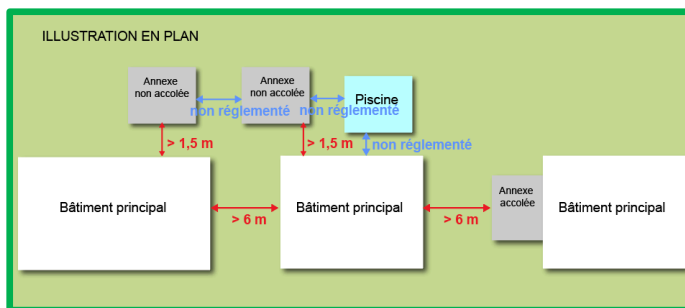 ILLUSTRATION EN PLAN
Annexe
non accolée
Annexe
non accolée
Piscine
non réglementé
non réglementé
> 1,5 m
> 1,5 m
non réglementé
Bâtiment principal
> 6 m
Bâtiment principal
> 6 m
Annexe
accolée
Bâtiment principal